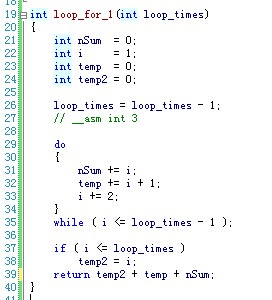 19 int loop_for_1(int loop_times)
20 {
21 int nSum = 0;
22 int i = 1;
23 int temp = 0;
24 int temp2 = 0;
25
26 loop_times = loop_times - 1;
27 // __asm int 3
28
29 do
30 {
31 nSum += i;
32 temp += i + 1;
33 i += 2;
34 }
35 while ( i <= loop_times - 1 );
36
37 if ( i <= loop_times )
38 temp2 = i;
39 return temp2 + temp + nSum;
40 }